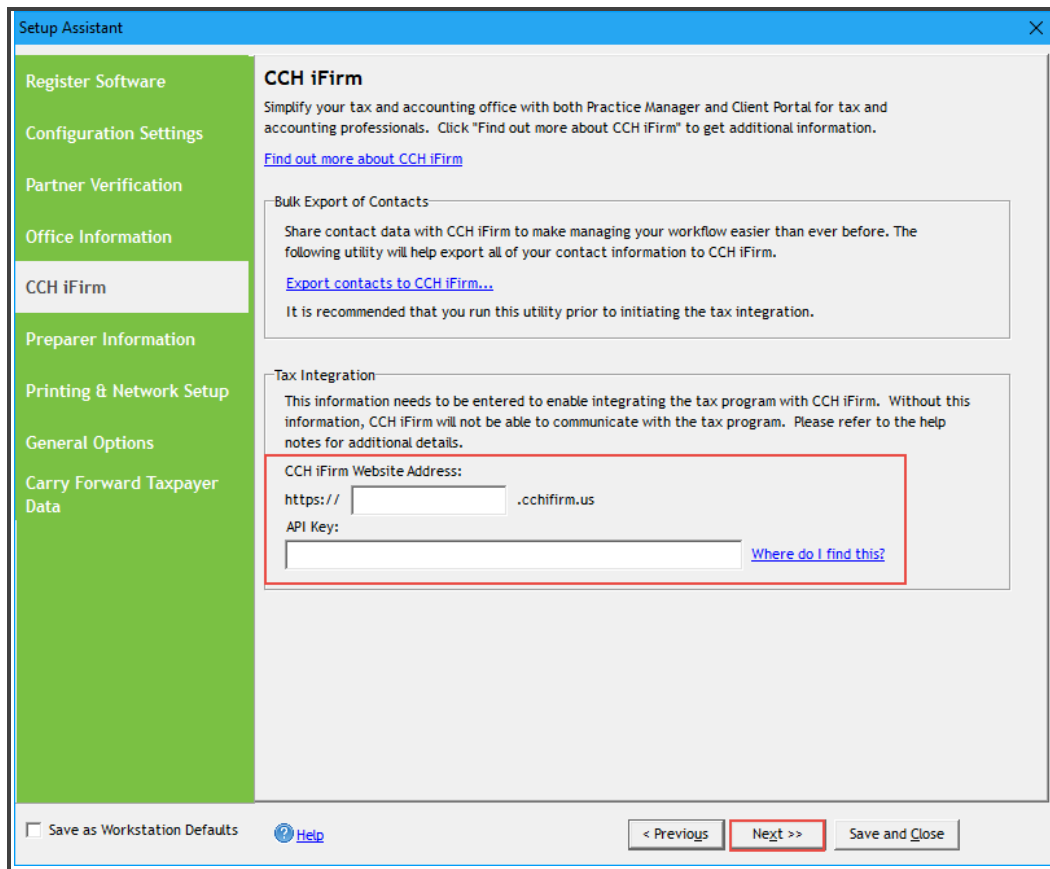 Setup Assistant
Register Software
Configuration Settings
Partner Verification
Office Information
CCH iFirm
Preparer Information
Printing & Network Setup
General Options
Carry Forward Taxpayer
Data
CCH iFirm
Simplify your tax and accounting office with both Practice Manager and Client Portal for tax and
accounting professionals. Click "Find out more about CCH iFirm" to get additional information.
Find out more about CCH iFirm
Bulk Export of Contacts
Share contact data with CCH iFirm to make managing your workflow easier than ever before. The
following utility will help export all of your contact information to CCH iFirm.
Export contacts to CCH iFirm...
It is recommended that you run this utility prior to initiating the tax integration.
Tax Integration
This information needs to be entered to enable integrating the tax program with CCH iFirm. Without this
information, CCH iFirm will not be able to communicate with the tax program. Please refer to the help
notes for additional details.
CCH iFirm Website Address:
https:// .cchifirm.us
API Key:
Where do I find this?
Save as Workstation Defaults
? Help
< Previous
Next >>
Save and Close